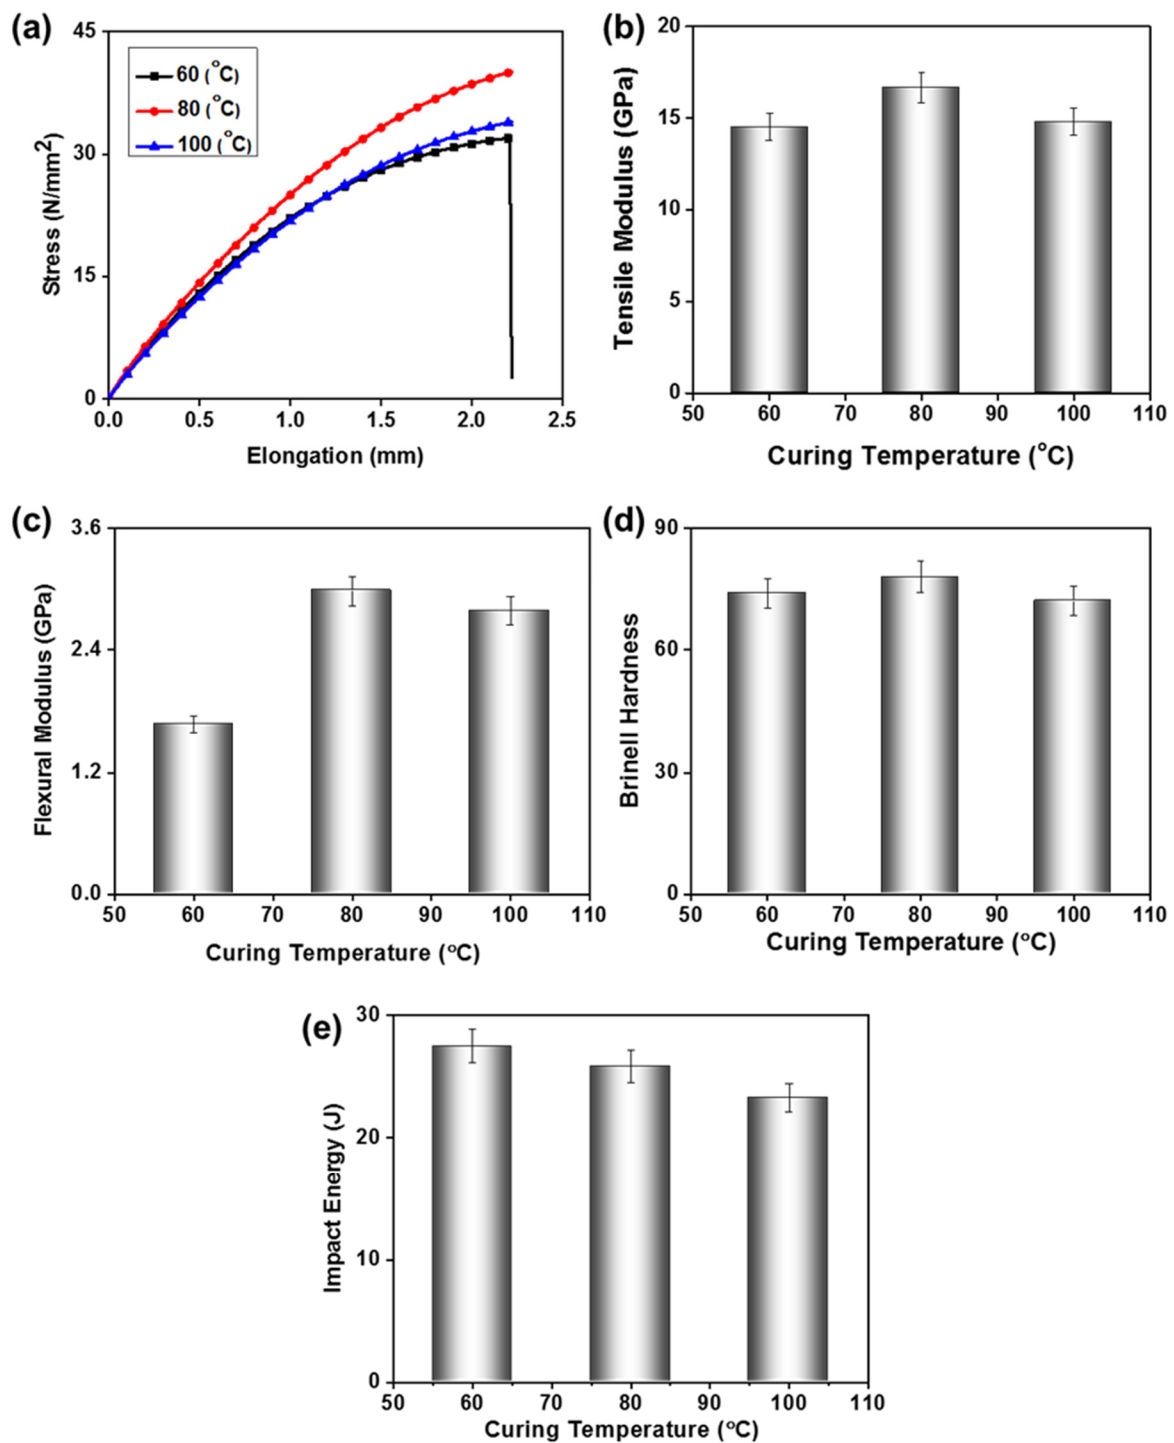 (a)
45
30
15
0
Stress (N/mm2)
60 (°C)
80 (°C)
100 (°C)
0.0 0.5 1.0 1.5 2.0 2.5
Elongation (mm)
(b)
20
15
10
5
0
Tensile Modulus (GPa)
50 60 70 80 90 100 110
Curing Temperature (°C)
(c)
3.6
2.4
1.2
0.0
Flexural Modulus (GPa)
50 60 70 80 90 100 110
Curing Temperature (°C)
(d)
90
60
30
0
Brinell Hardness
50 60 70 80 90 100 110
Curing Temperature (°C)
(e)
30
20
10
0
Impact Energy (J)
50 60 70 80 90 100 110
Curing Temperature (°C)